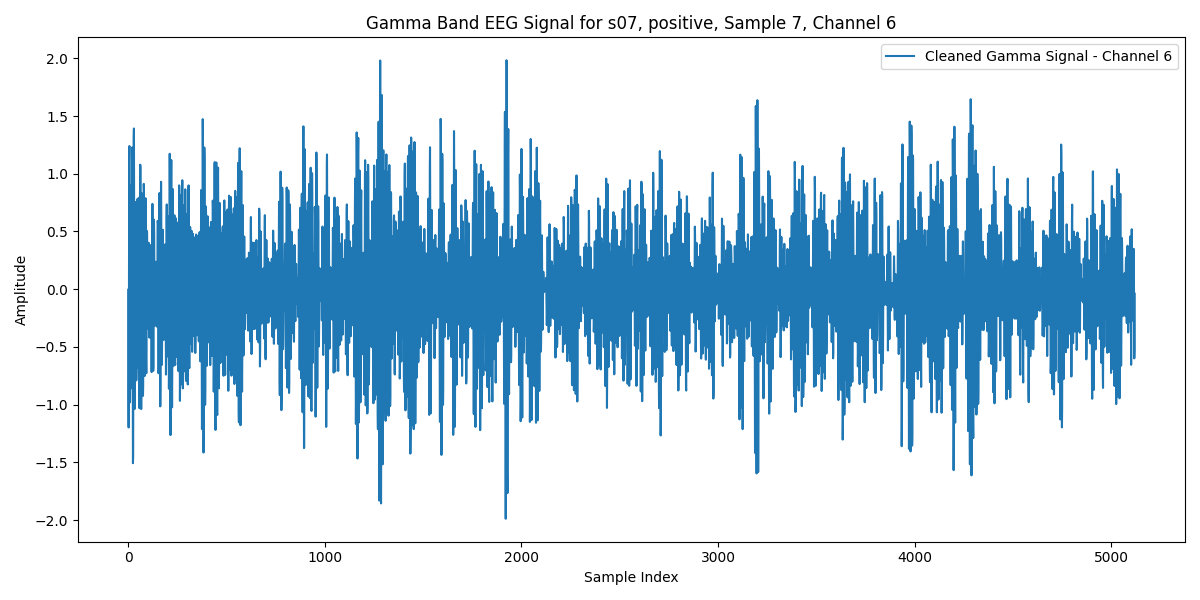 Gamma Band EEG Signal for s07, positive, Sample 7, Channel 6
Cleaned Gamma Signal - Channel 6
Amplitude
2.0
1.5
1.0
0.5
0.0
−0.5
−1.0
−1.5
−2.0
0 1000 2000 3000 4000 5000
Sample Index